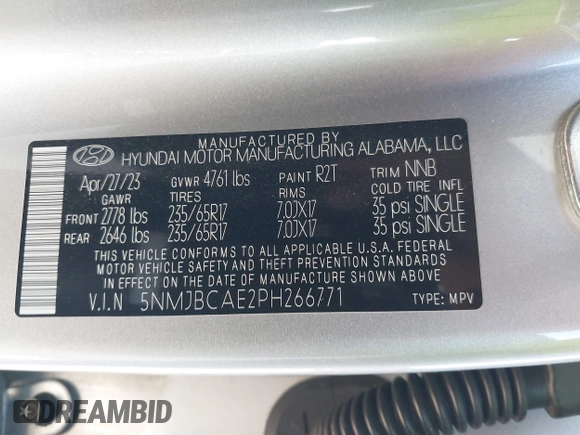 MANUFACTURED BY
HYUNDAI MOTOR MANUFACTURING ALABAMA, LLC
Apr/27/23 GVWR 4761 lbs PAINT R2T TRIM NNB
GAWR TIRES RIMS COLD TIRE INFL
FRONT 2778 lbs 235/65R17 7.0JX17 35 psi SINGLE
REAR 2646 lbs 235/65R17 7.0JX17 35 psi SINGLE
THIS VEHICLE CONFORMS TO ALL APPLICABLE U.S.A. FEDERAL
MOTOR VEHICLE SAFETY AND THEFT PREVENTION STANDARDS
IN EFFECT ON THE DATE OF MANUFACTURE SHOWN ABOVE.
V.I.N 5NMJBCAE2PH266771 TYPE: MPV
DREAMBID